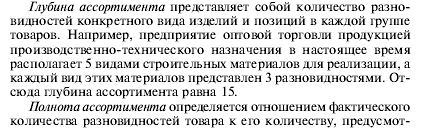 Глубина ассортимента представляет собой количество разно-
видностей конкретного вида изделий и позиций в каждой группе
товаров. Например, предприятие оптовой торговли продукцией
производственно-технического назначения в настоящее время
располагает 5 видами строительных материалов для реализации, а
каждый вид этих материалов представлен 3 разновидностями. От-
сюда глубина ассортимента равна 15.
Полнота ассортимента определяется отношением фактического
количества разновидностей товара к его количеству, предусмот-